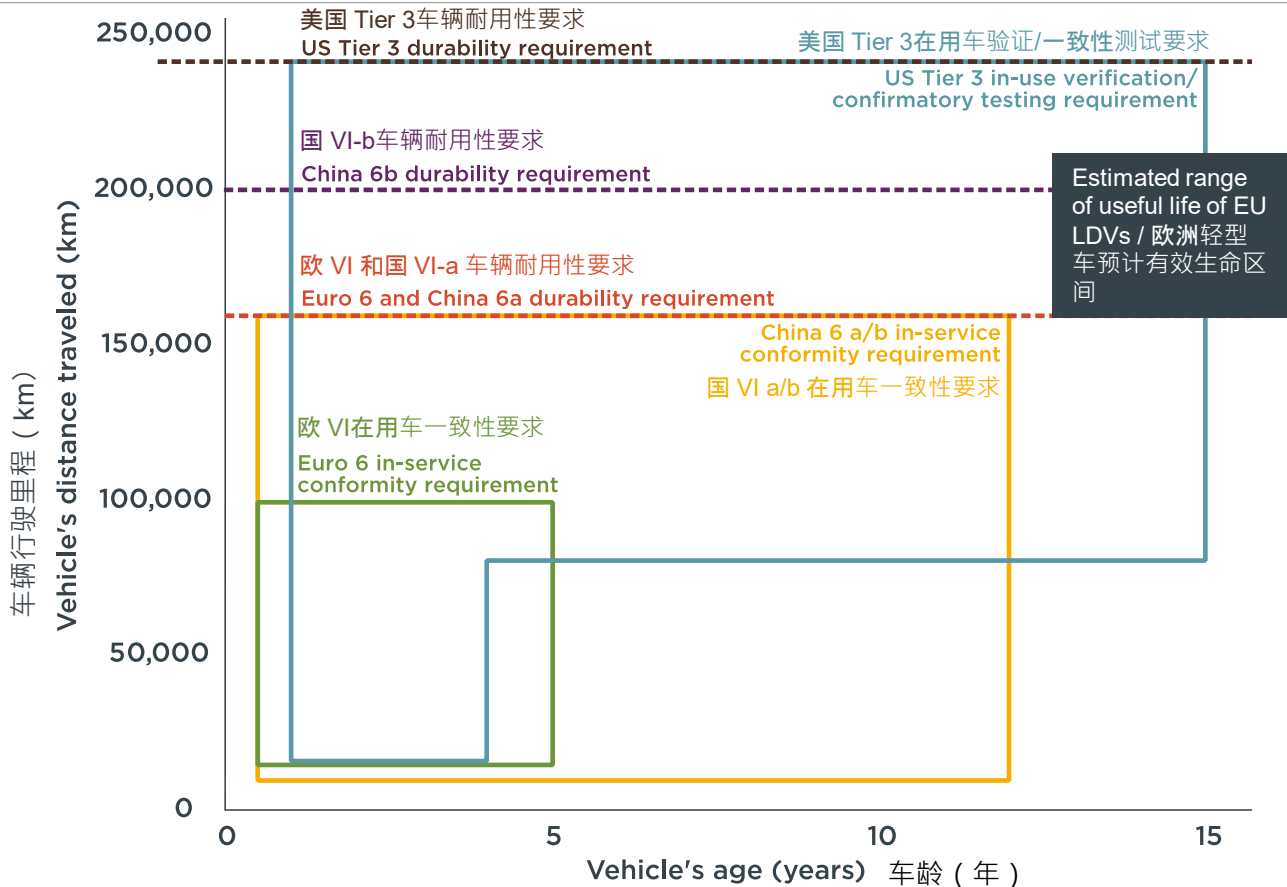 250,000
200,000
150,000
100,000
50,000
0
车辆行驶里程（km）
Vehicle's distance traveled (km)
美国 Tier 3车辆耐用性要求
US Tier 3 durability requirement
美国 Tier 3在用车验证/一致性测试要求
US Tier 3 in-use verification/
confirmatory testing requirement
国 VI-b车辆耐用性要求
China 6b durability requirement
Estimated range
of useful life of EU
LDVs / 欧洲轻型
车预计有效生命区
间
欧 VI 和国 VI-a 车辆耐用性要求
Euro 6 and China 6a durability requirement
China 6 a/b in-service
conformity requirement
国 VI a/b 在用车一致性要求
欧 VI在用车一致性要求
Euro 6 in-service
conformity requirement
0
5
10
15
Vehicle's age (years) 车龄（年）